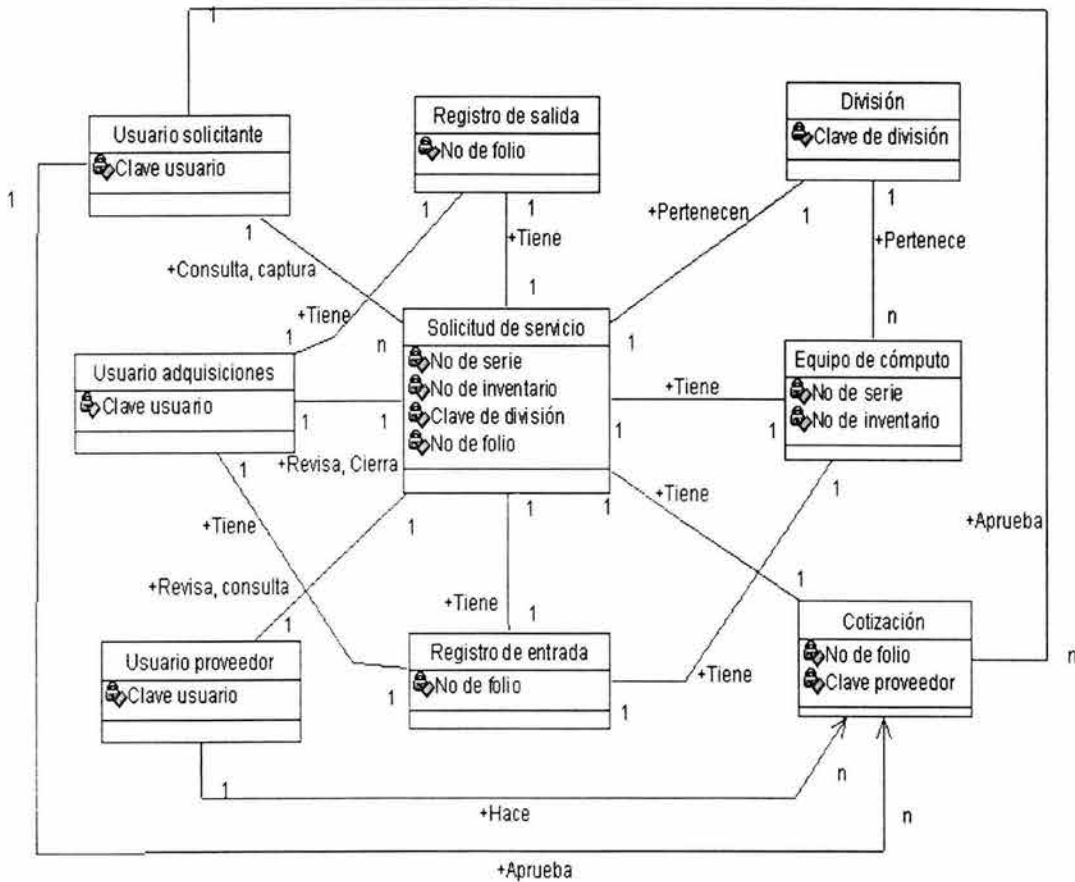 1
Usuario solicitante
Clave usuario
Registro de salida
No de folio
División
Clave de división
1
1
1
1
1
1
+Pertenecen
+Tiene
+Pertenece
+Consulta, captura
+Tiene
1
1
n
1
n
Solicitud de servicio
No de serie
No de inventario
Clave de división
No de folio
Usuario adquisiciones
Clave usuario
Equipo de cómputo
No de serie
No de inventario
+Tiene
1
1
1
1
+Revisa, Cierra
1
+Tiene
1
1
1
1
+Tiene
+Aprueba
+Revisa, consulta
1
+Tiene
1
1
Usuario proveedor
Clave usuario
Registro de entrada
No de folio
1
1
+Tiene
Cotización
No de folio
Clave proveedor
n
1
n
+Hace
n
+Aprueba